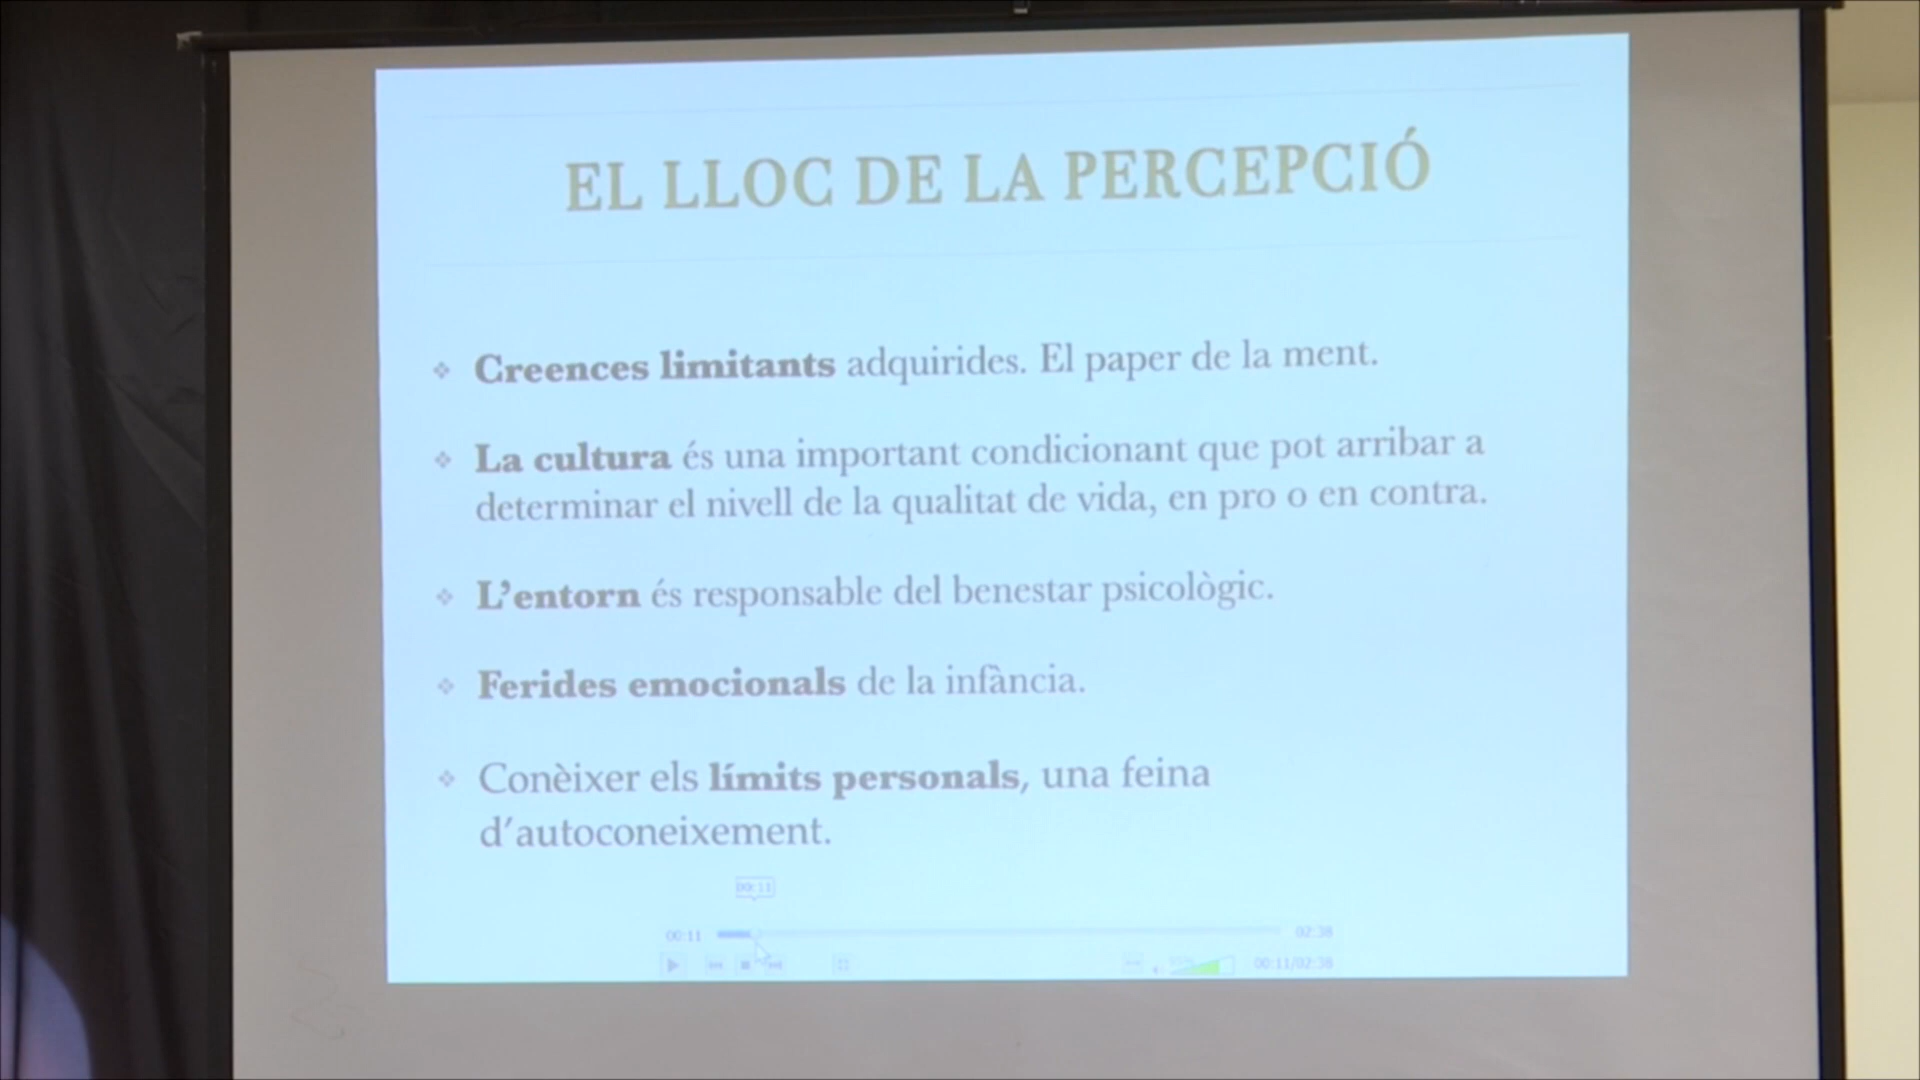 EL LLOC DE LA PERCEPCIÓ
Creences limitants adquirides. El paper de la ment.
La cultura és una important condicionant que pot arribar a
determinar el nivell de la qualitat de vida, en pro o en contra.
L’entorn és responsable del benestar psicològic.
Ferides emocionals de la infància.
Conèixer els límits personals, una feina
d’autoconeixement.
00:11
00:11 02:38
00:11/02:38